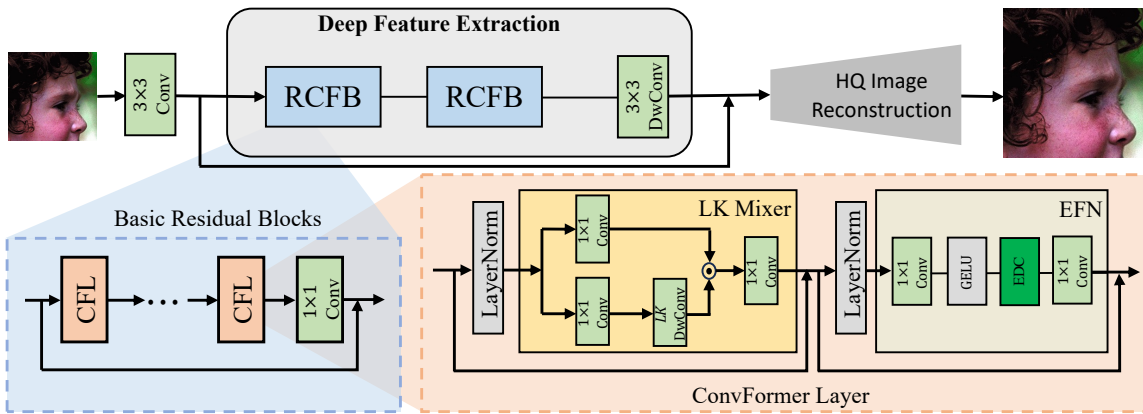 Deep Feature Extraction
3×3
Conv
RCFB
RCFB
3×3
DwConv
HQ Image
Reconstruction
Basic Residual Blocks
CFL
CFL
1×1
Conv
LayerNorm
LK Mixer
1×1
Conv
1×1
Conv
LK
DwConv
1×1
Conv
LayerNorm
EFN
1×1
Conv
GELU
EDC
1×1
Conv
ConvFormer Layer